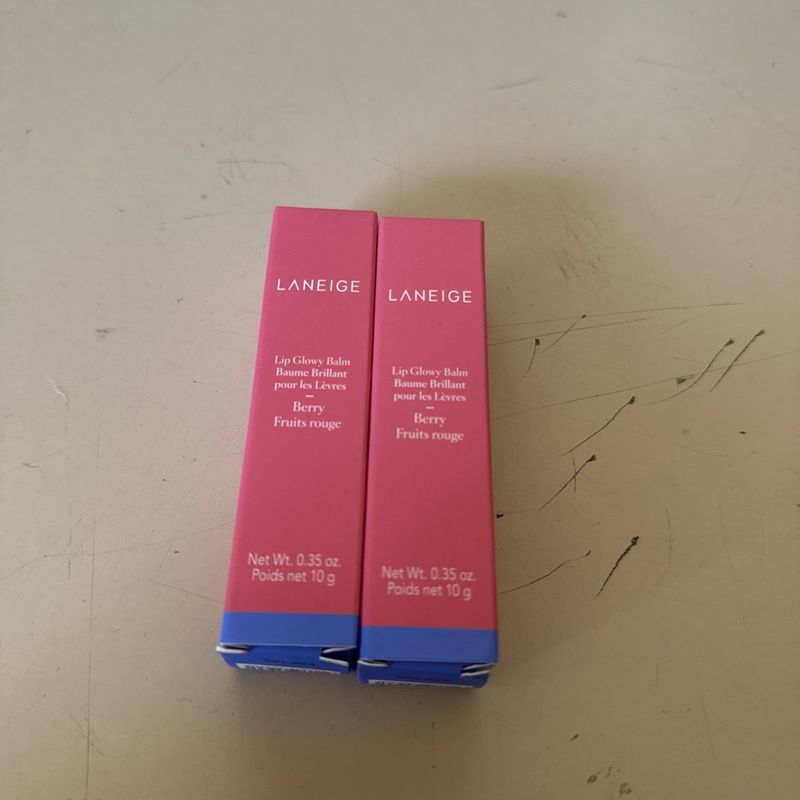 LANEIGE
Lip Glowy Balm
Baume Brillant
pour les Lèvres
Berry
Fruits rouge
Net Wt. 0.35 oz.
Poids net 10 g
LANEIGE
Lip Glowy Balm
Baume Brillant
pour les Lèvres
Berry
Fruits rouge
Net Wt. 0.35 oz.
Poids net 10 g